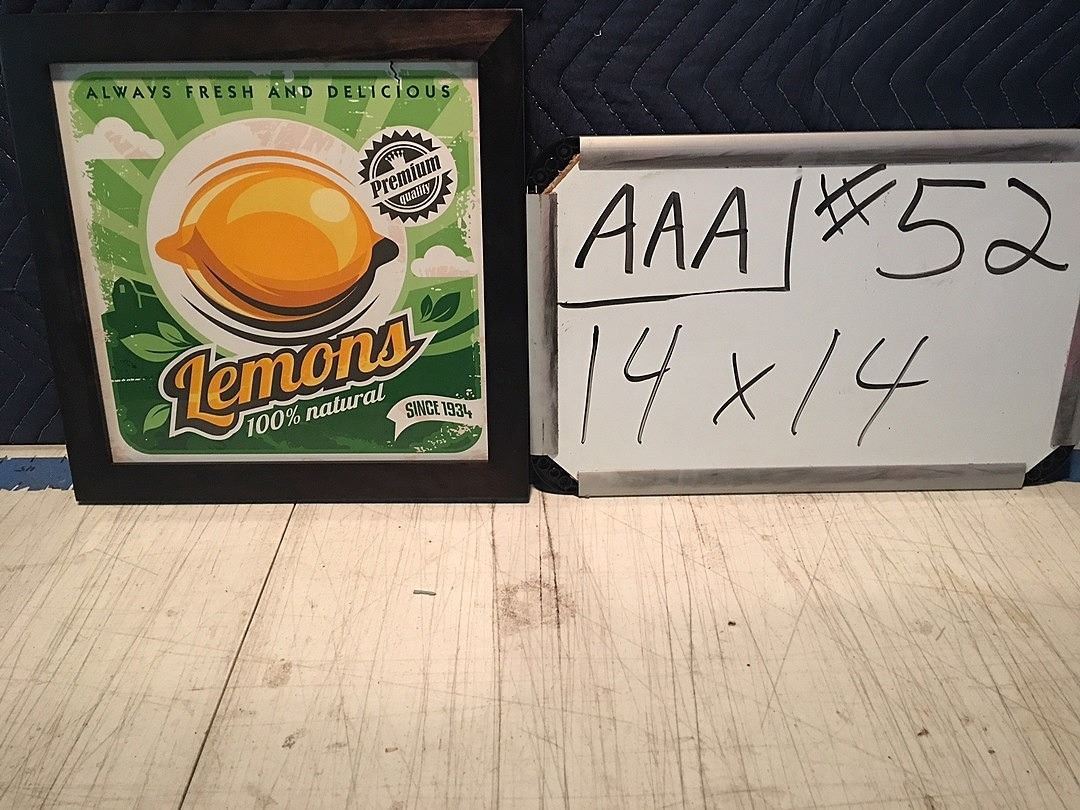 ALWAYS FRESH AND DELICIOUS
Premium
quality
Lemons
100% natural
SINCE 1934
AAA #52
14 x 14